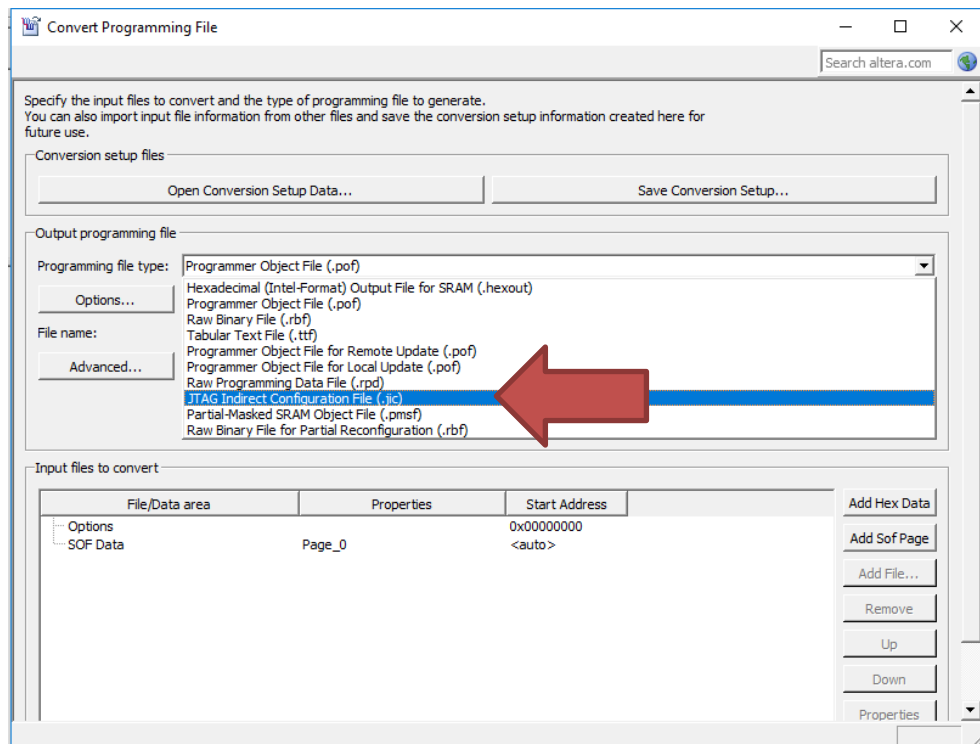 Convert Programming File
Search altera.com
Specify the input files to convert and the type of programming file to generate.
You can also import input file information from other files and save the conversion setup information created here for
future use.
Conversion setup files
Open Conversion Setup Data...
Save Conversion Setup...
Output programming file
Programming file type:
Programmer Object File (.pof)
Hexadecimal (Intel-Format) Output File for SRAM (.hexout)
Programmer Object File (.pof)
Raw Binary File (.rbf)
Tabular Text File (.ttf)
Programmer Object File for Remote Update (.pof)
Programmer Object File for Local Update (.pof)
Raw Programming Data File (.rpd)
JTAG Indirect Configuration File (.jic)
Partial-Masked SRAM Object File (.pmsf)
Raw Binary File for Partial Reconfiguration (.rbf)
Options...
File name:
Advanced...
Input files to convert
File/Data area Properties Start Address
Options 0x00000000
SOF Data Page_0 <auto>
Add Hex Data
Add Sof Page
Add File...
Remove
Up
Down
Properties